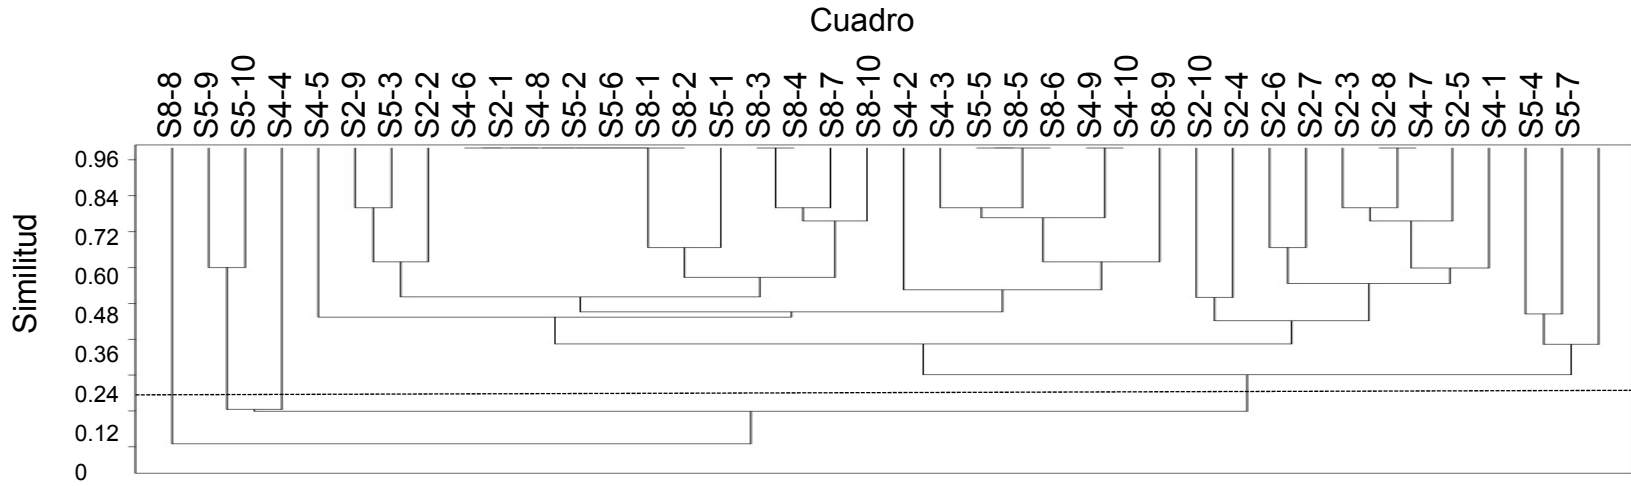 Cuadro
S8-8
S5-9
S5-10
S4-4
S4-5
S2-9
S5-3
S2-2
S4-6
S2-1
S4-8
S5-2
S5-6
S8-1
S8-2
S5-1
S8-3
S8-4
S8-7
S8-10
S4-2
S4-3
S5-5
S8-5
S8-6
S4-9
S4-10
S8-9
S2-10
S2-4
S2-6
S2-7
S2-3
S2-8
S4-7
S2-5
S4-1
S5-4
S5-7
Similitud
0.96
0.84
0.72
0.60
0.48
0.36
0.24
0.12
0